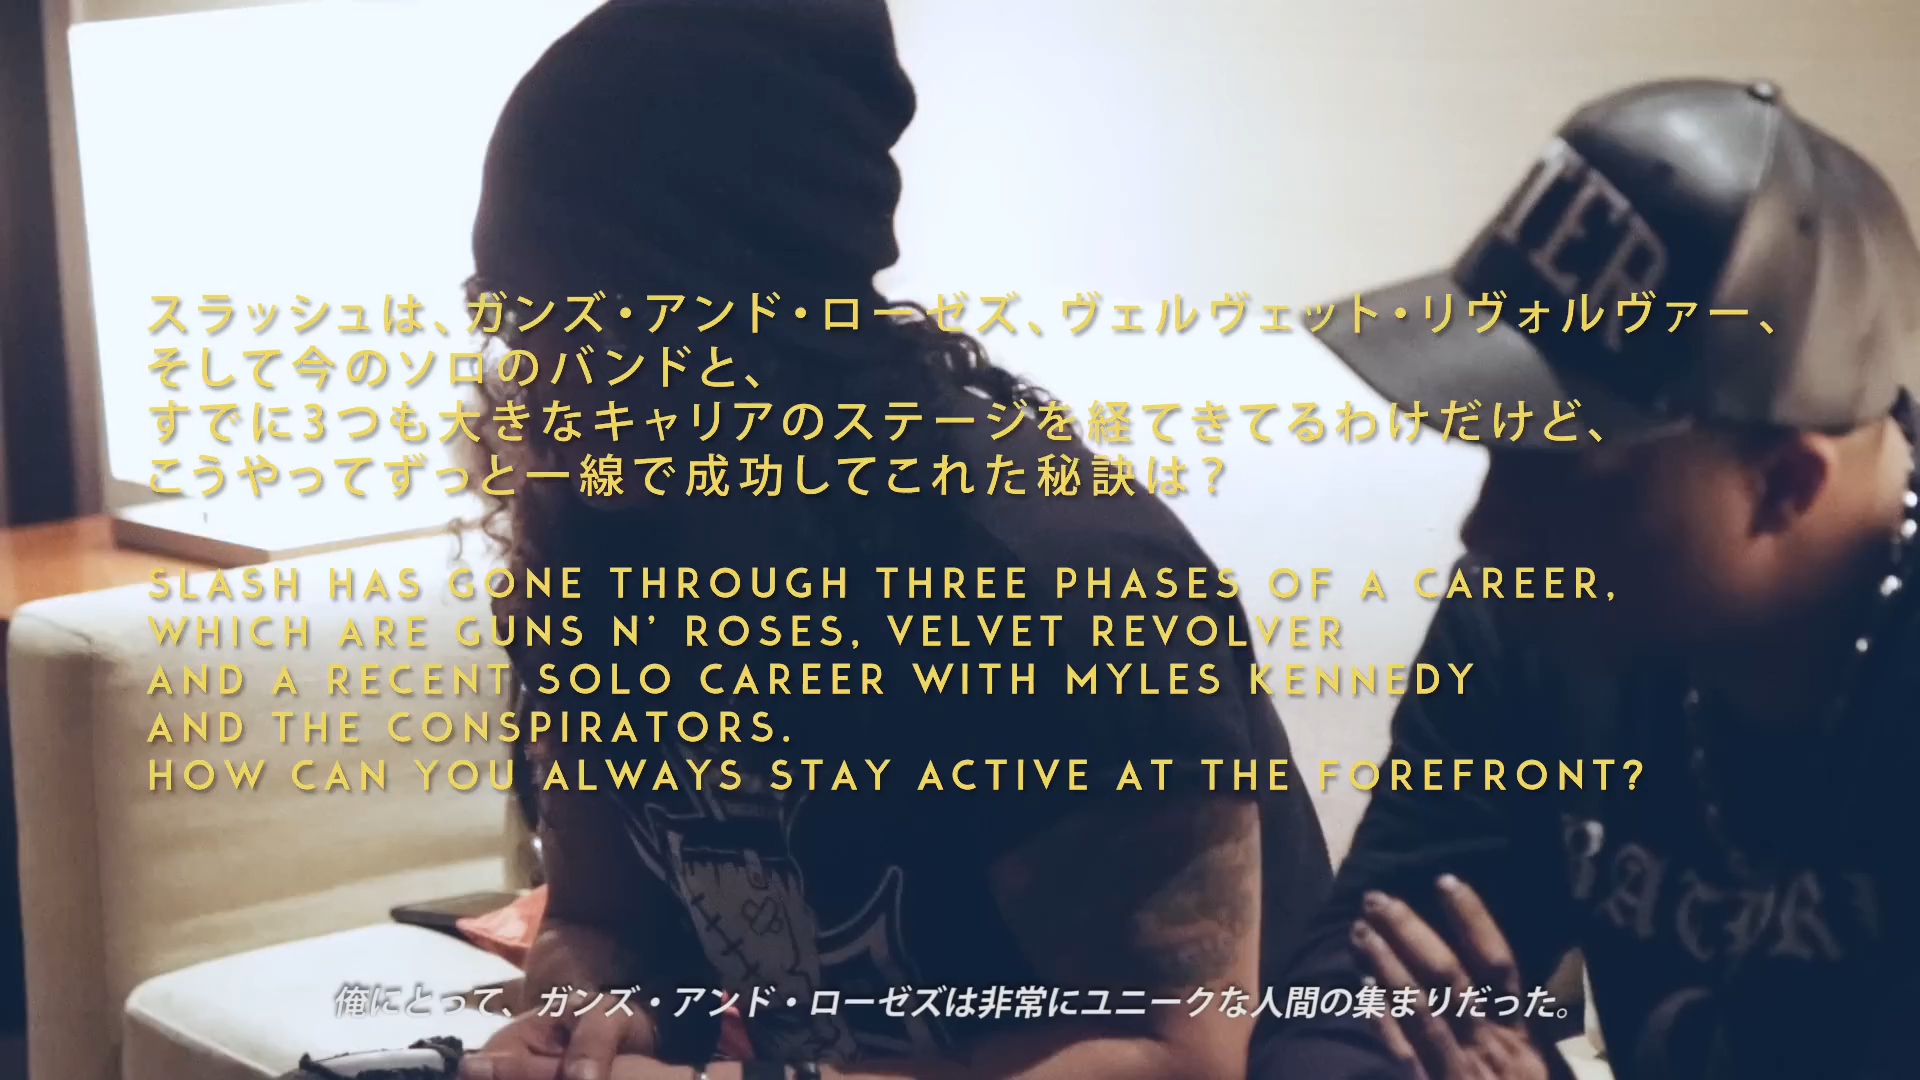 スラッシュは、ガンズ・アンド・ローゼズ、ヴェルヴェット・リヴォルヴァー、
そして今のソロのバンドと、
すでに3つも大きなキャリアのステージを経てきてるわけだけど、
こうやってずっと一線で成功してこれた秘訣は？
SLASH HAS GONE THROUGH THREE PHASES OF A CAREER,
WHICH ARE GUNS N' ROSES, VELVET REVOLVER
AND A RECENT SOLO CAREER WITH MYLES KENNEDY
AND THE CONSPIRATORS.
HOW CAN YOU ALWAYS STAY ACTIVE AT THE FOREFRONT?
俺にとって、ガンズ・アンド・ローゼズは非常にユニークな人間の集まりだった。